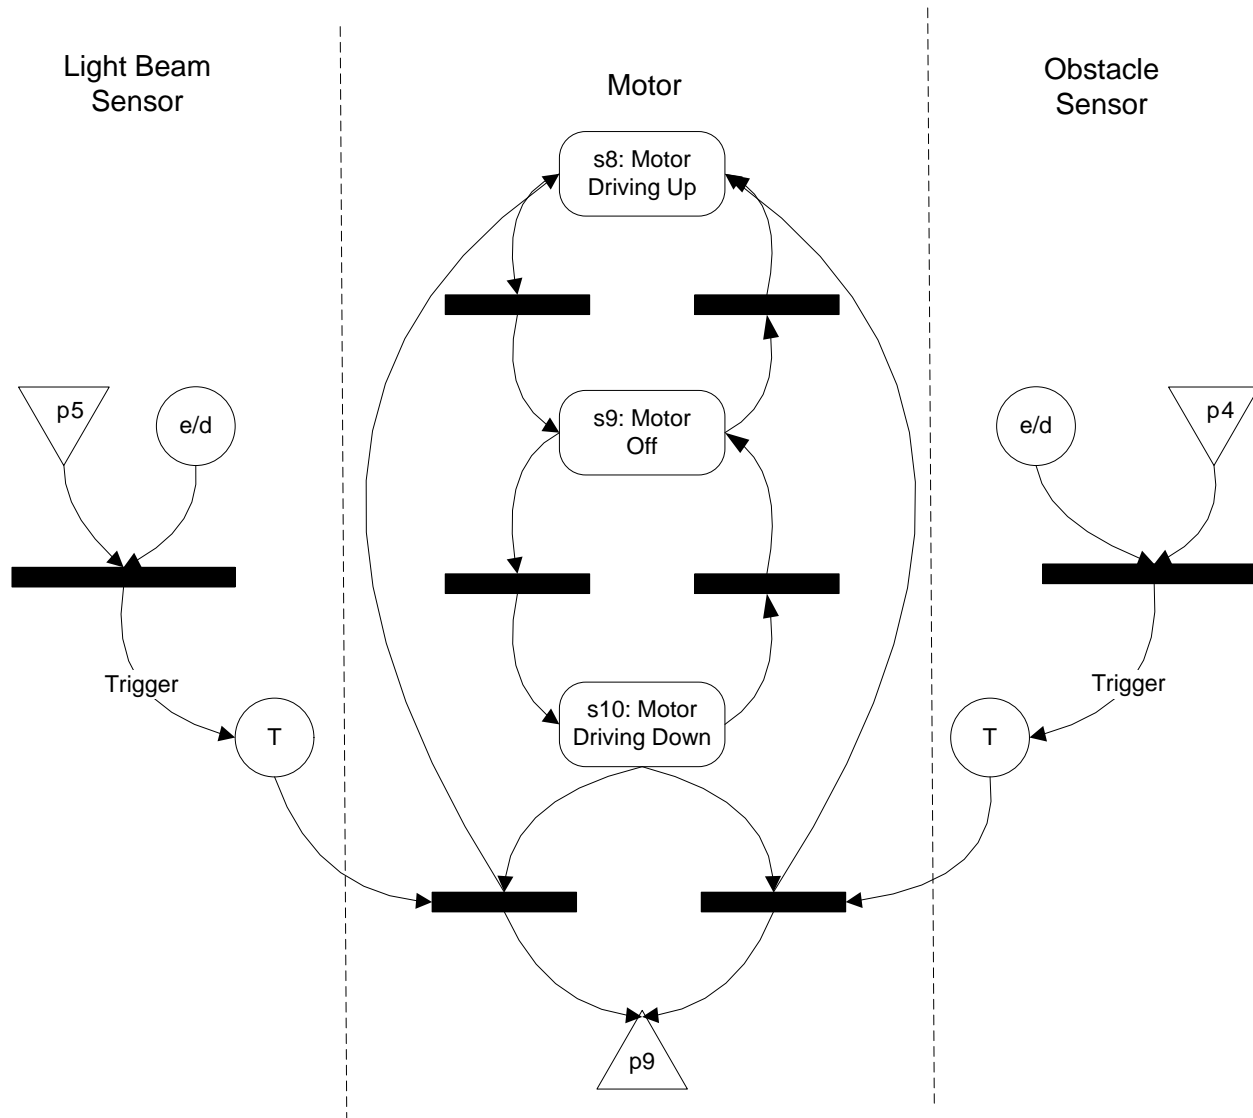 Light Beam
Sensor
Motor
Obstacle
Sensor
s8: Motor
Driving Up
p5
e/d
s9: Motor
Off
e/d
p4
Trigger
T
s10: Motor
Driving Down
Trigger
T
p9